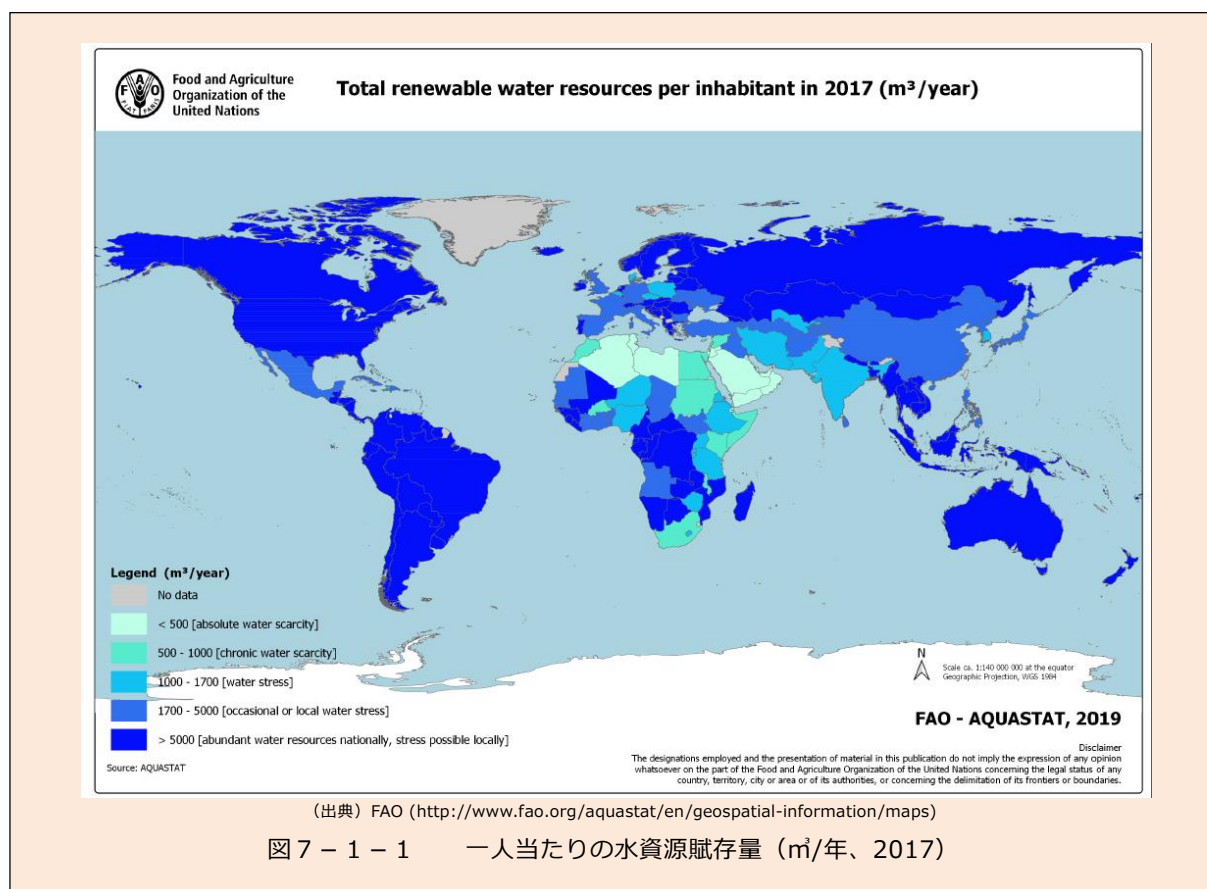 Food and Agriculture
Organization of the
United Nations
Total renewable water resources per inhabitant in 2017 (m³/year)
F A O
FIAT PANIS
Legend (m³/year)
No data
< 500 [absolute water scarcity]
500 - 1000 [chronic water scarcity]
1000 - 1700 [water stress]
1700 - 5000 [occasional or local water stress]
> 5000 [abundant water resources nationally, stress possible locally]
Source: AQUASTAT
N
Scale ca. 1:140 000 000 at the equator
Geographic Projection, WGS 1984
FAO - AQUASTAT, 2019
Disclaimer
The designations employed and the presentation of material in this publication do not imply the expression of any opinion
whatsoever on the part of the Food and Agriculture Organization of the United Nations concerning the legal status of any
country, territory, city or area or of its authorities, or concerning the delimitation of its frontiers or boundaries.
（出典）FAO (http://www.fao.org/aquastat/en/geospatial-information/maps)
図７－１－１　　一人当たりの水資源賦存量（㎥/年、2017）